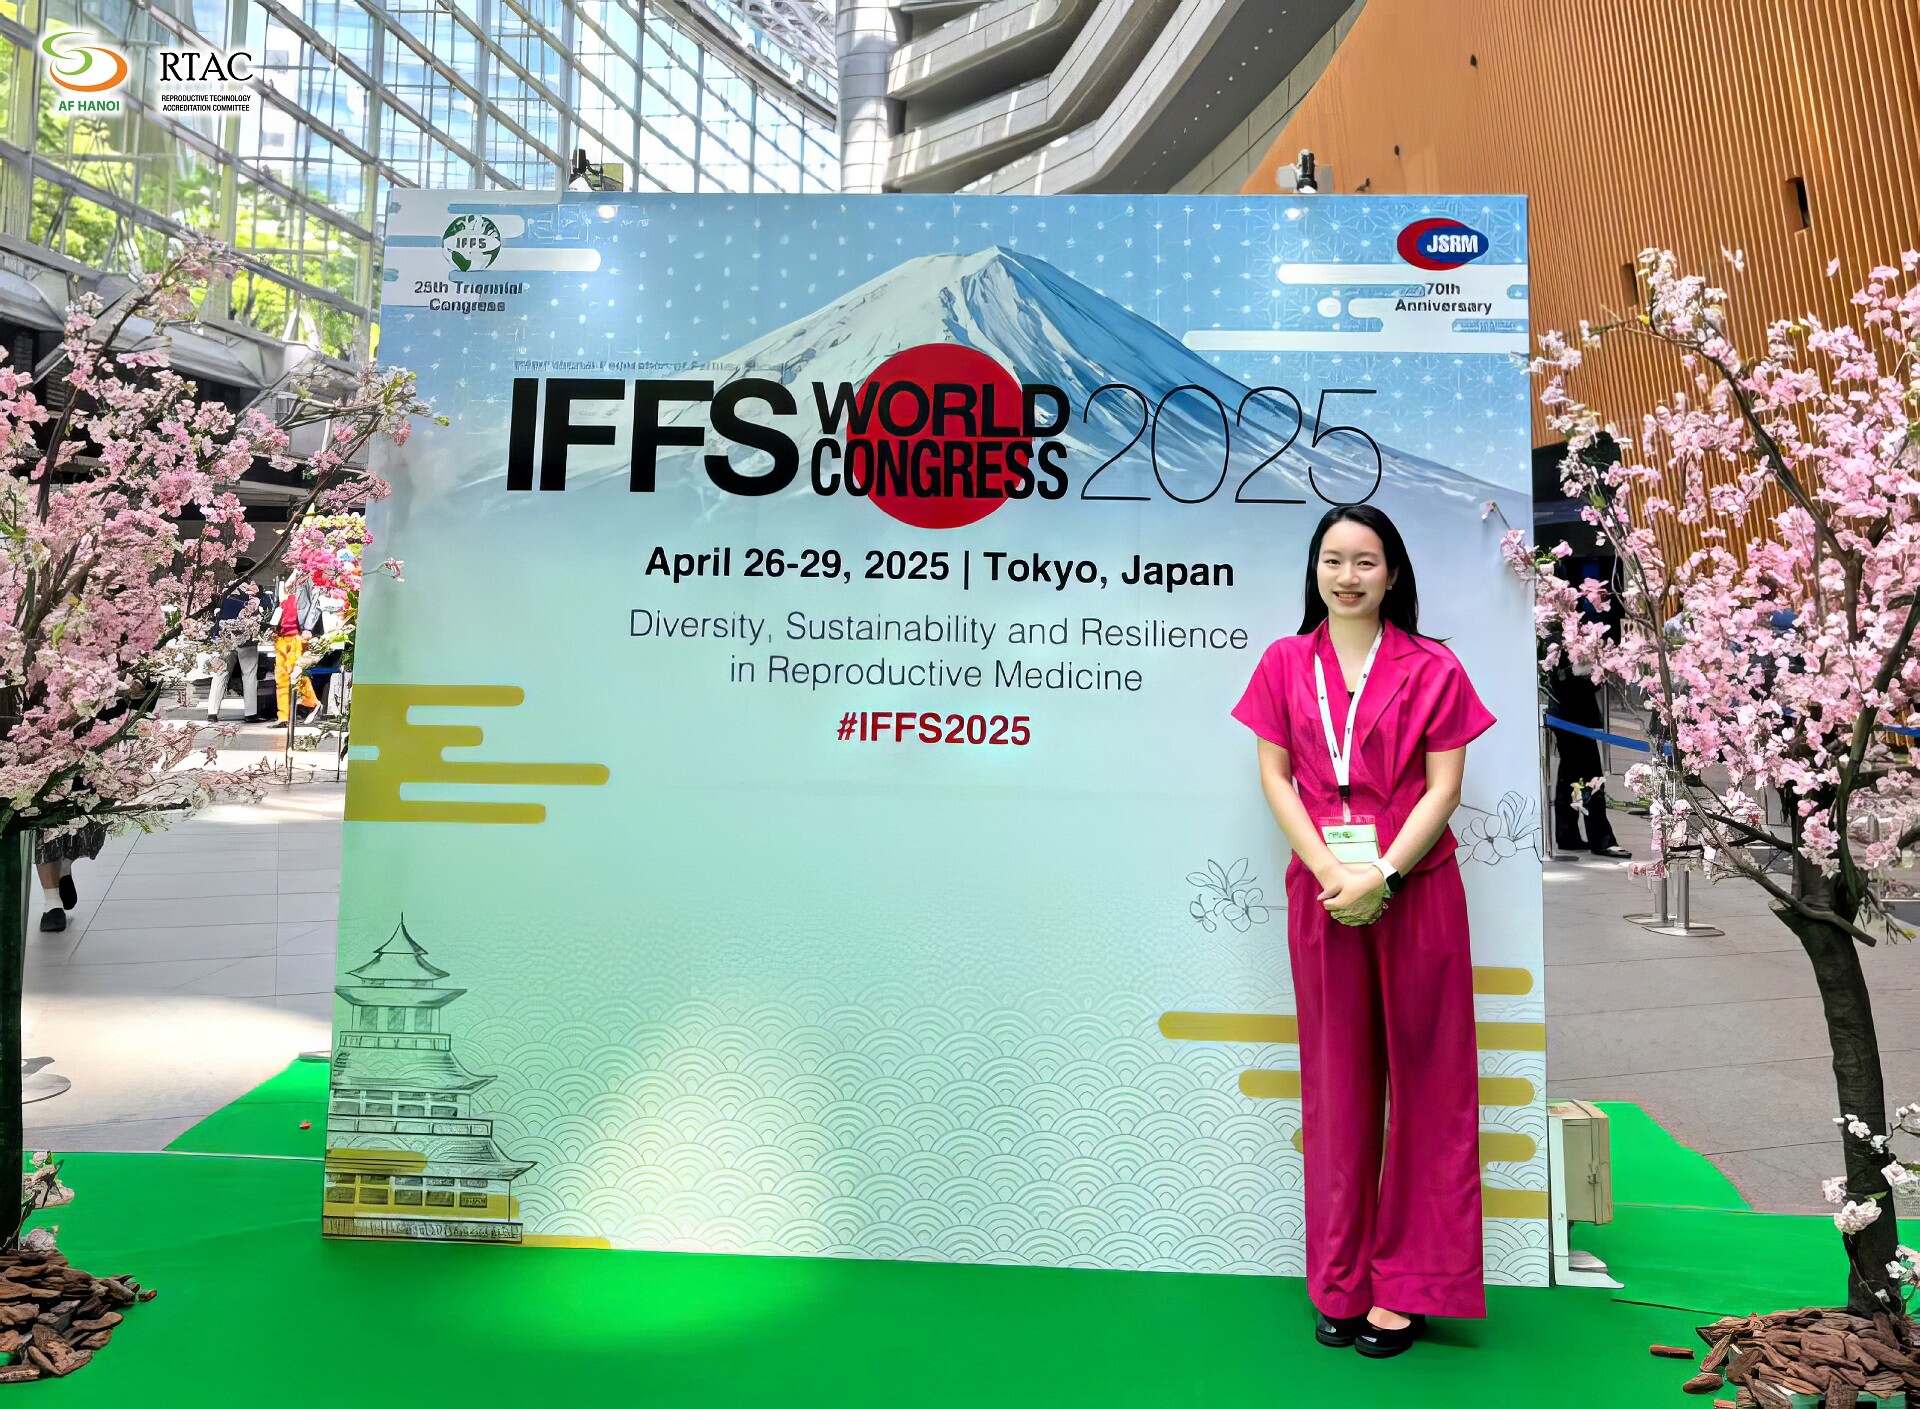 AF HANOI
RTAC
REPRODUCTIVE TECHNOLOGY
ACCREDITATION COMMITTEE
IFFS
25th Triennial
Congress
JSRM
70th
Anniversary
IFFS WORLD CONGRESS 2025
April 26-29, 2025 | Tokyo, Japan
Diversity, Sustainability and Resilience
in Reproductive Medicine
#IFFS2025